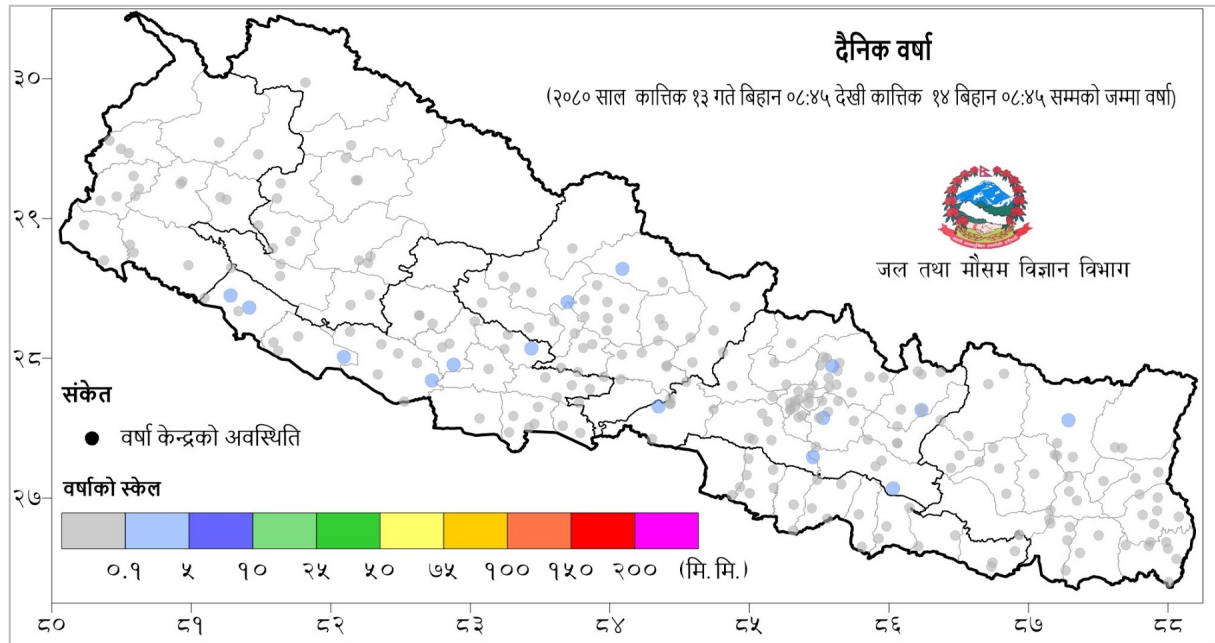 दैनिक वर्षा
(२०८० साल कात्तिक १३ गते बिहान ०८:४५ देखी कात्तिक १४ बिहान ०८:४५ सम्मको जम्मा वर्षा)
जल तथा मौसम विज्ञान विभाग
३०
२९
२८
२७
संकेत
वर्षा केन्द्रको अवस्थिति
वर्षाको स्केल
०.१ ५ १० २५ ५० ७५ १०० १५० २०० (मि.मि.)
८० ८१ ८२ ८३ ८४ ८५ ८६ ८७ ८८